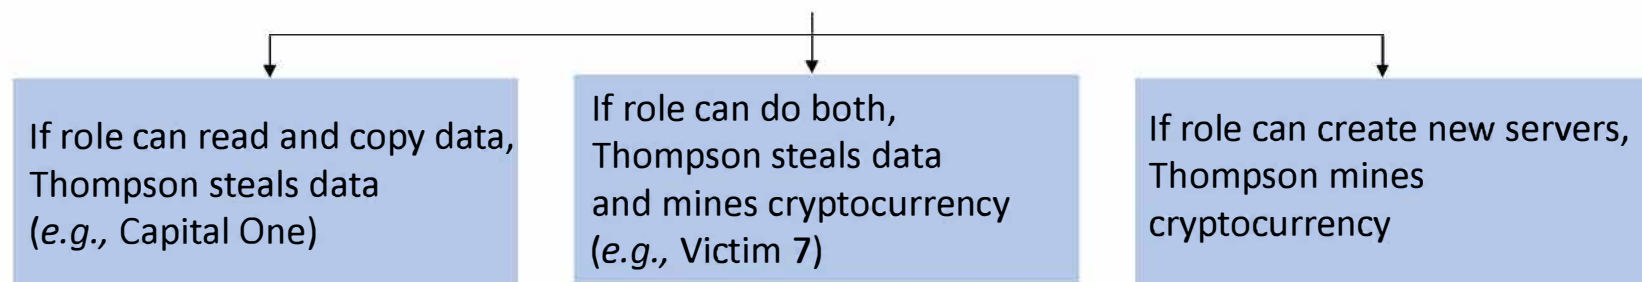 If role can read and copy data,
Thompson steals data
(e.g., Capital One)
If role can do both,
Thompson steals data
and mines cryptocurrency
(e.g., Victim 7)
If role can create new servers,
Thompson mines
cryptocurrency